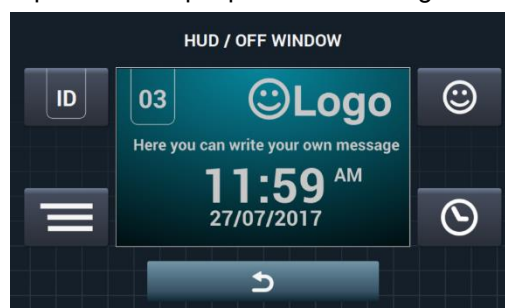 HUD / OFF WINDOW
ID
03
Logo
Here you can write your own message
11:59 AM
27/07/2017